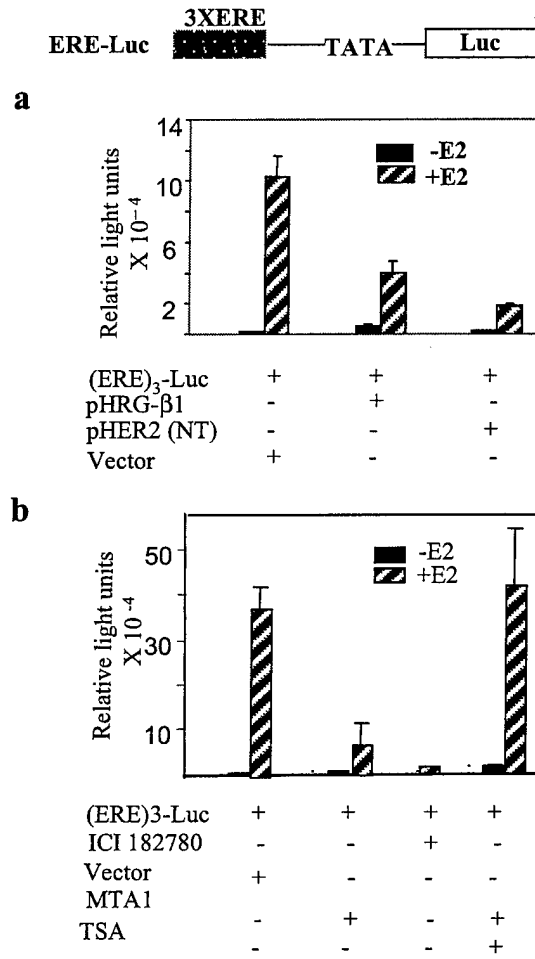 3XERE
ERE-Luc TATA Luc
a
14
10
6
2
Relative light units
X 10⁻⁴
-E2
+E2
(ERE)₃-Luc + + +
pHRG-β1 - + -
pHER2 (NT) - - +
Vector + - -
b
50
30
10
Relative light units
X 10⁻⁴
-E2
+E2
(ERE)3-Luc + + + +
ICI 182780 - - + -
Vector + - - -
MTA1 - + - +
TSA - - - +